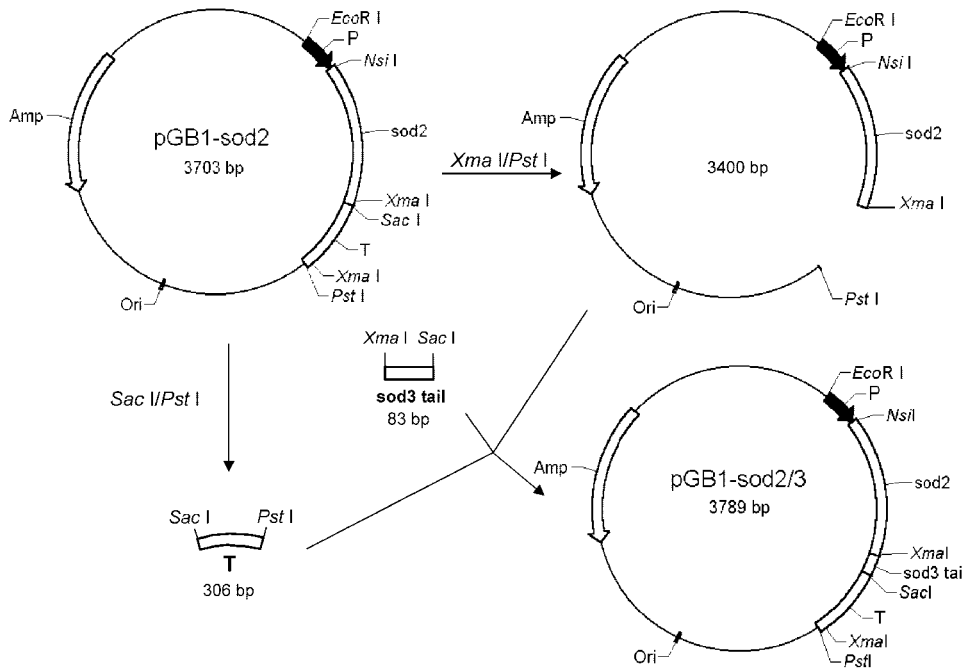 EcoR I
P
Nsi I
Amp
pGB1-sod2
3703 bp
sod2
Xma I
Sac I
T
Xma I
Pst I
Ori
Xma I/Pst I
EcoR I
P
Nsi I
Amp
3400 bp
sod2
Xma I
Pst I
Ori
Sac I/Pst I
Xma I Sac I
sod3 tail
83 bp
Sac I Pst I
T
306 bp
EcoR I
P
NsiI
Amp
pGB1-sod2/3
3789 bp
sod2
XmaI
sod3 tail
SacI
T
XmaI
PstI
Ori